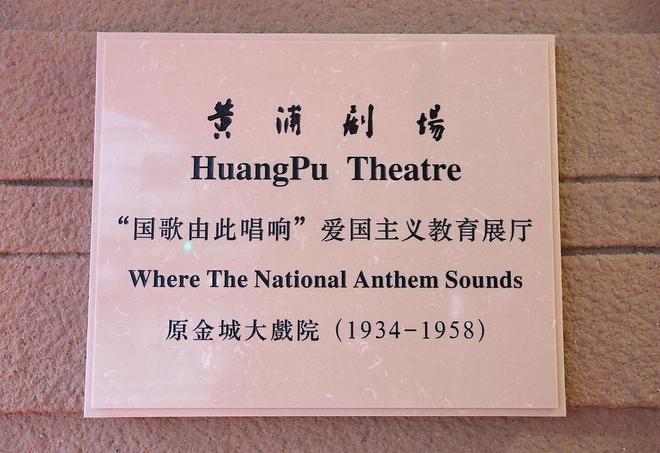 黄浦剧場
HuangPu Theatre
“国歌由此唱响”爱国主义教育展厅
Where The National Anthem Sounds
原金城大戲院（1934-1958）